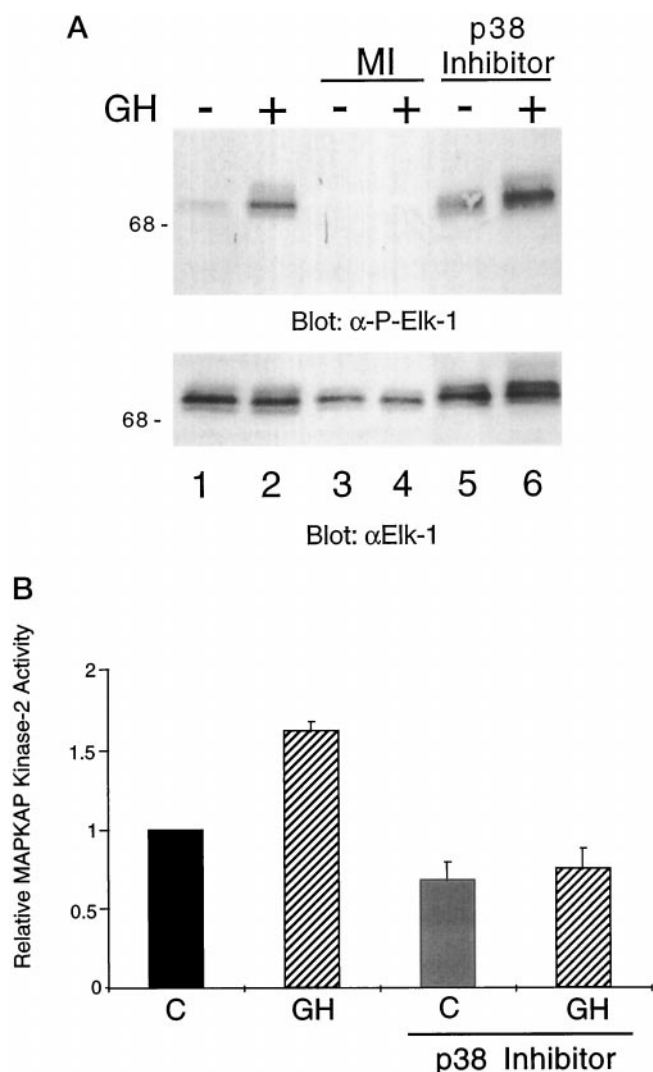 A
p38
MI Inhibitor
GH - + - + - +
68 -
Blot: α-P-Elk-1
68 -
1 2 3 4 5 6
Blot: αElk-1
B
Relative MAPKAP Kinase-2 Activity
2
1.5
1
0.5
0
C GH C GH
p38 Inhibitor